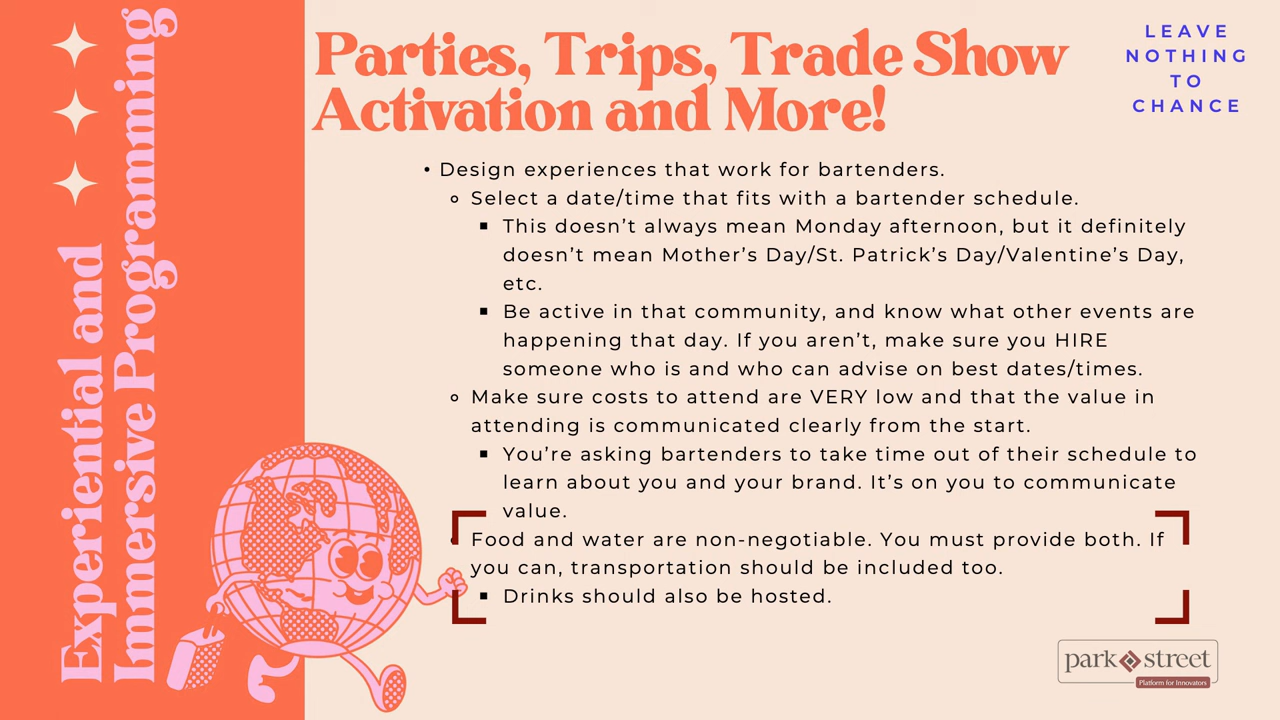 Experiential and
Immersive Programming
Parties, Trips, Trade Show
Activation and More!
LEAVE
NOTHING
TO
CHANCE
• Design experiences that work for bartenders.
Select a date/time that fits with a bartender schedule.
This doesn’t always mean Monday afternoon, but it definitely
doesn’t mean Mother’s Day/St. Patrick’s Day/Valentine’s Day,
etc.
Be active in that community, and know what other events are
happening that day. If you aren’t, make sure you HIRE
someone who is and who can advise on best dates/times.
Make sure costs to attend are VERY low and that the value in
attending is communicated clearly from the start.
You’re asking bartenders to take time out of their schedule to
learn about you and your brand. It’s on you to communicate
value.
Food and water are non-negotiable. You must provide both. If
you can, transportation should be included too.
Drinks should also be hosted.
park street
Platform for Innovators